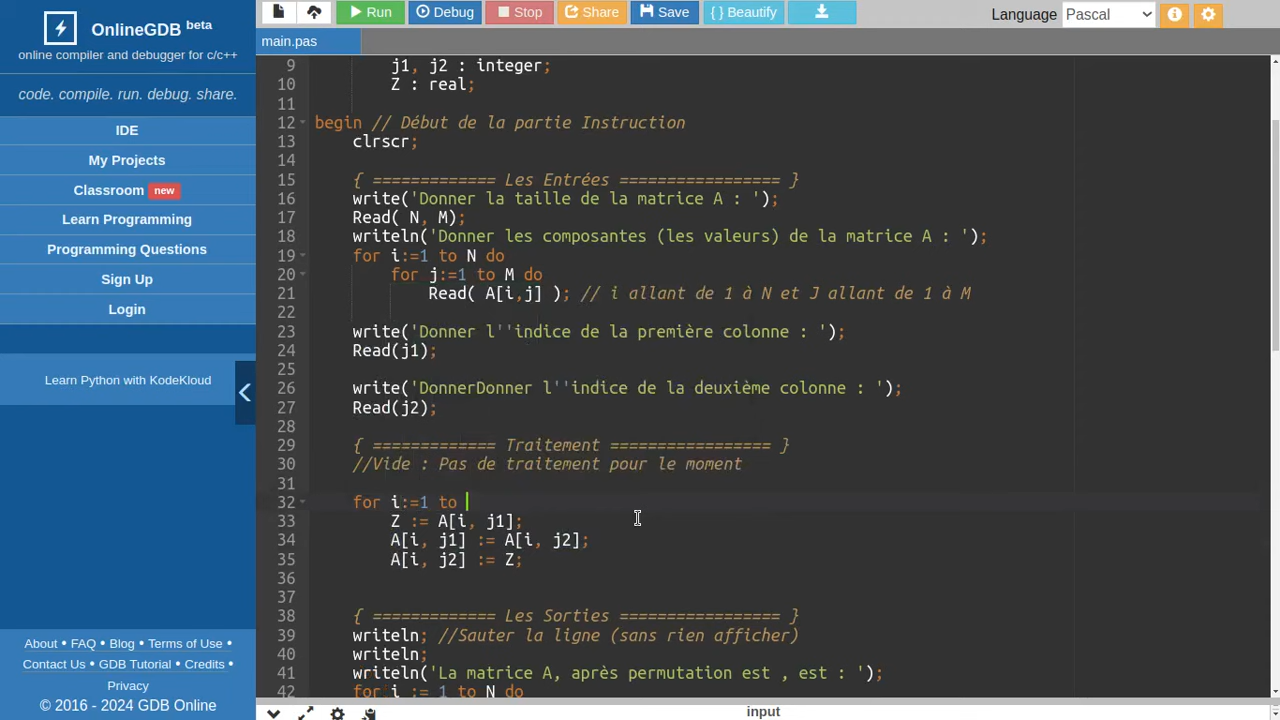 OnlineGDB beta
online compiler and debugger for c/c++
code. compile. run. debug. share.
IDE
My Projects
Classroom new
Learn Programming
Programming Questions
Sign Up
Login
Learn Python with KodeKloud
About • FAQ • Blog • Terms of Use •
Contact Us • GDB Tutorial • Credits •
Privacy
© 2016 - 2024 GDB Online
Run Debug Stop Share Save { } Beautify Language Pascal
main.pas
9 j1, j2 : integer;
10 Z : real;
11
12 begin // Début de la partie Instruction
13 clrscr;
14
15 { ============= Les Entrées ================= }
16 write('Donner la taille de la matrice A : ');
17 Read( N, M);
18 writeln('Donner les composantes (les valeurs) de la matrice A : ');
19 for i:=1 to N do
20 for j:=1 to M do
21 Read( A[i,j] ); // i allant de 1 à N et J allant de 1 à M
22
23 write('Donner l''indice de la première colonne : ');
24 Read(j1);
25
26 write('DonnerDonner l''indice de la deuxième colonne : ');
27 Read(j2);
28
29 { ============= Traitement ================= }
30 //Vide : Pas de traitement pour le moment
31
32 for i:=1 to
33 Z := A[i, j1];
34 A[i, j1] := A[i, j2];
35 A[i, j2] := Z;
36
37
38 { ============= Les Sorties ================= }
39 writeln; //Sauter la ligne (sans rien afficher)
40 writeln;
41 writeln('La matrice A, après permutation est , est : ');
42 for i := 1 to N do
input